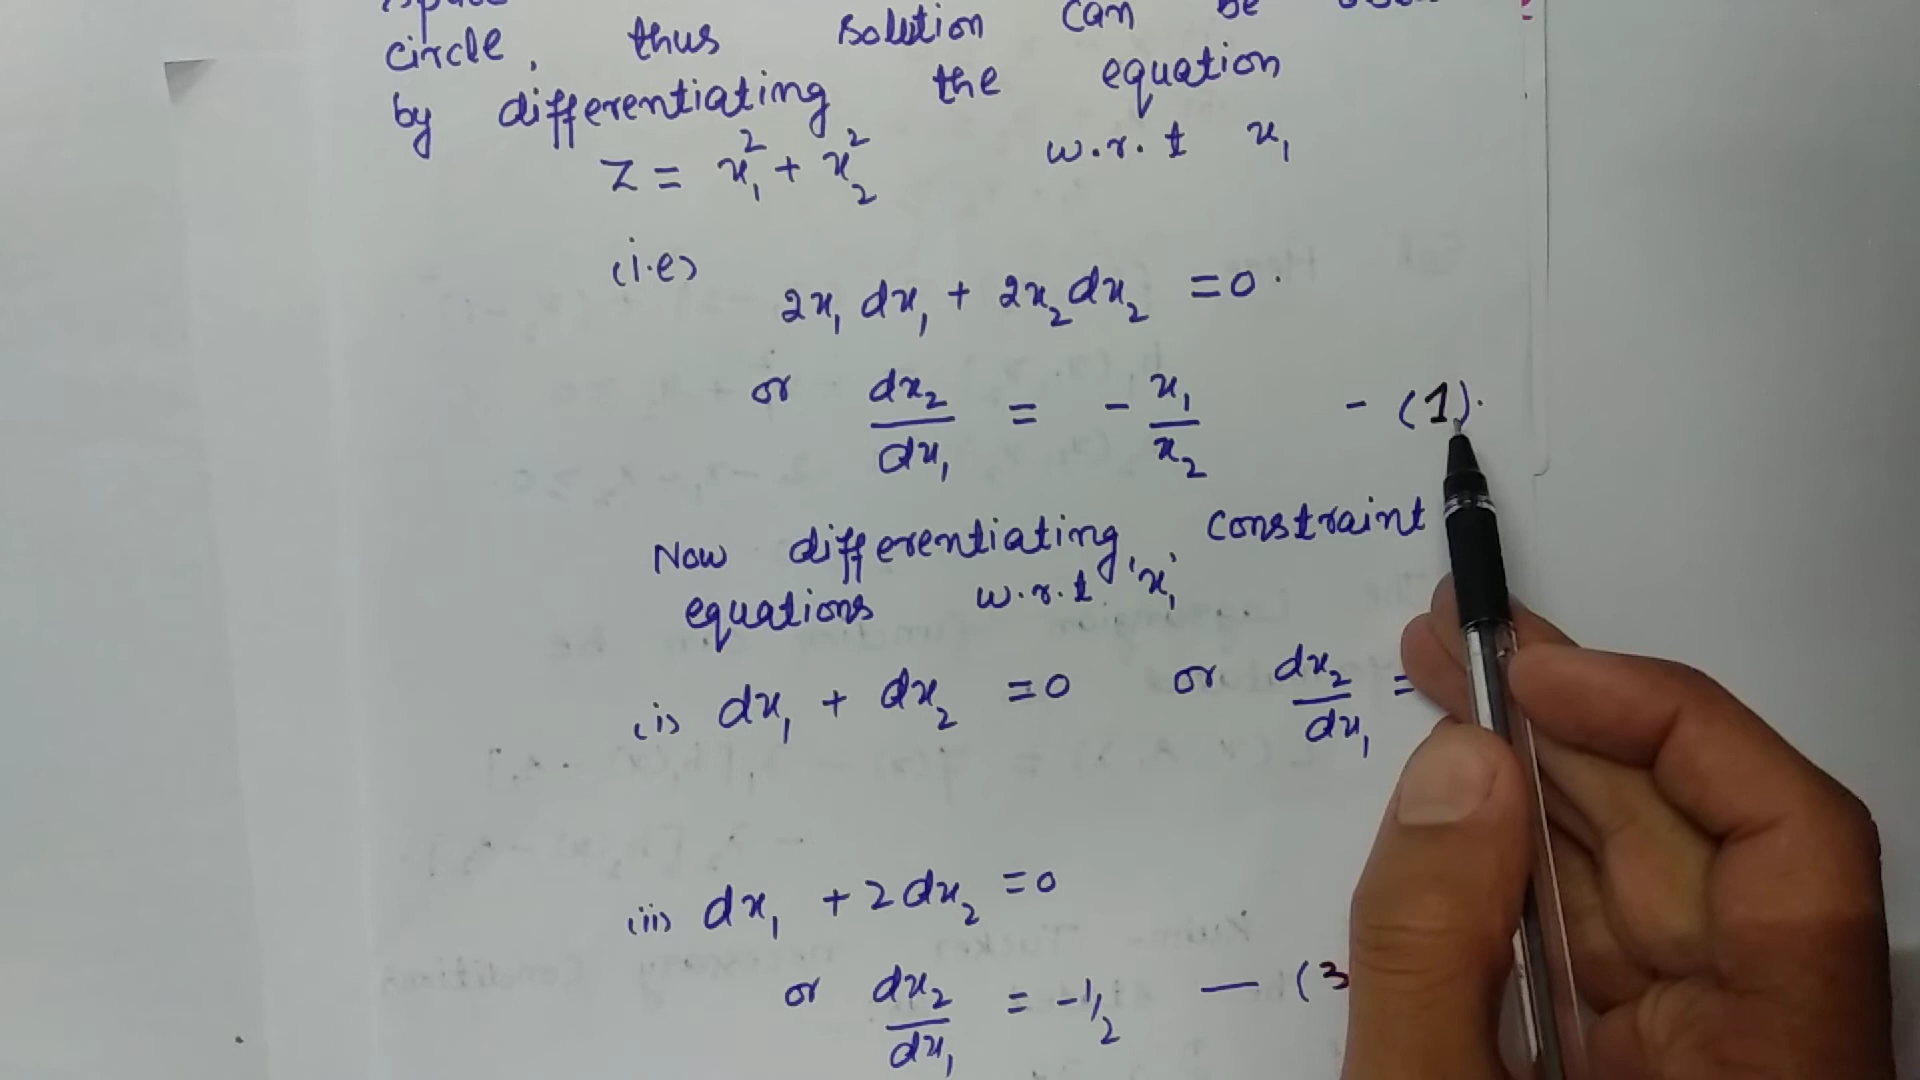 circle, thus solution can be
by differentiating the equation
Z = x₁² + x₂² w.r.t x₁
(i.e)
2x₁ dx₁ + 2x₂ dx₂ = 0.
or dx₂/dx₁ = - x₁/x₂ - (1).
Now differentiating, constraint
equations w.r.t 'x₁'
(i) dx₁ + dx₂ = 0 or dx₂/dx₁ =
(ii) dx₁ + 2dx₂ = 0
or dx₂/dx₁ = -1/2 — (3